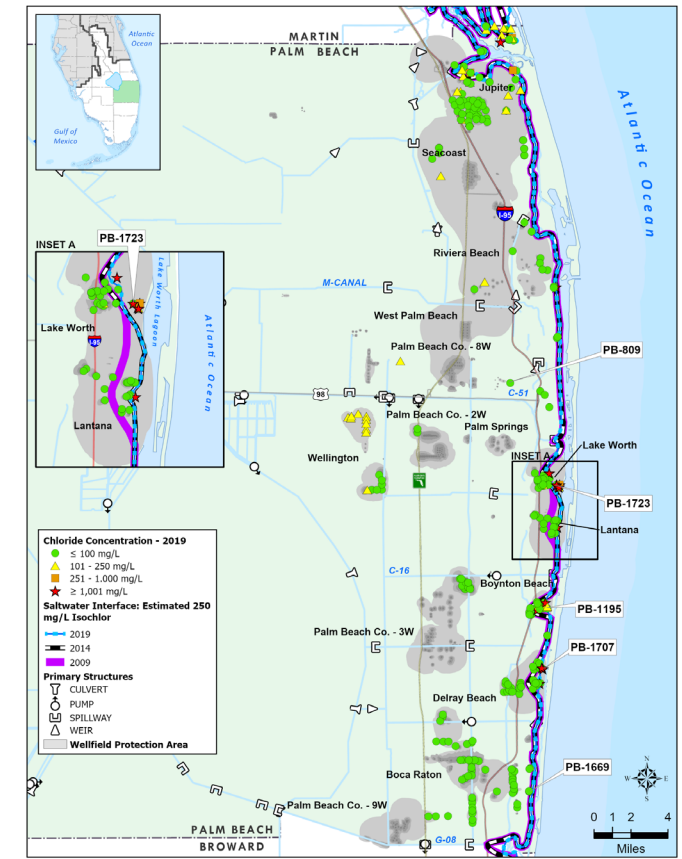 MARTIN
PALM BEACH
Atlantic
Ocean
Gulf of
Mexico
Jupiter
Atlantic Ocean
Seacoast
I-95
PB-1723
INSET A
Riviera Beach
Lake Worth Lagoon
M-CANAL
Lake Worth
I-95
Atlantic Ocean
West Palm Beach
Palm Beach Co. - 8W
PB-809
98
C-51
Palm Beach Co. - 2W
Palm Springs
Lantana
Wellington
INSET A
Lake Worth
PB-1723
Lantana
Chloride Concentration - 2019
≤ 100 mg/L
101 - 250 mg/L
251 - 1.000 mg/L
≥ 1,001 mg/L
Saltwater Interface: Estimated 250
mg/L Isochlor
2019
2014
2009
Primary Structures
CULVERT
PUMP
SPILLWAY
WEIR
Wellfield Protection Area
C-16
Boynton Beach
PB-1195
Palm Beach Co. - 3W
PB-1707
Delray Beach
Boca Raton
PB-1669
N
W
E
S
Palm Beach Co. - 9W
PALM BEACH
BROWARD
G-08
0 1 2 4
Miles